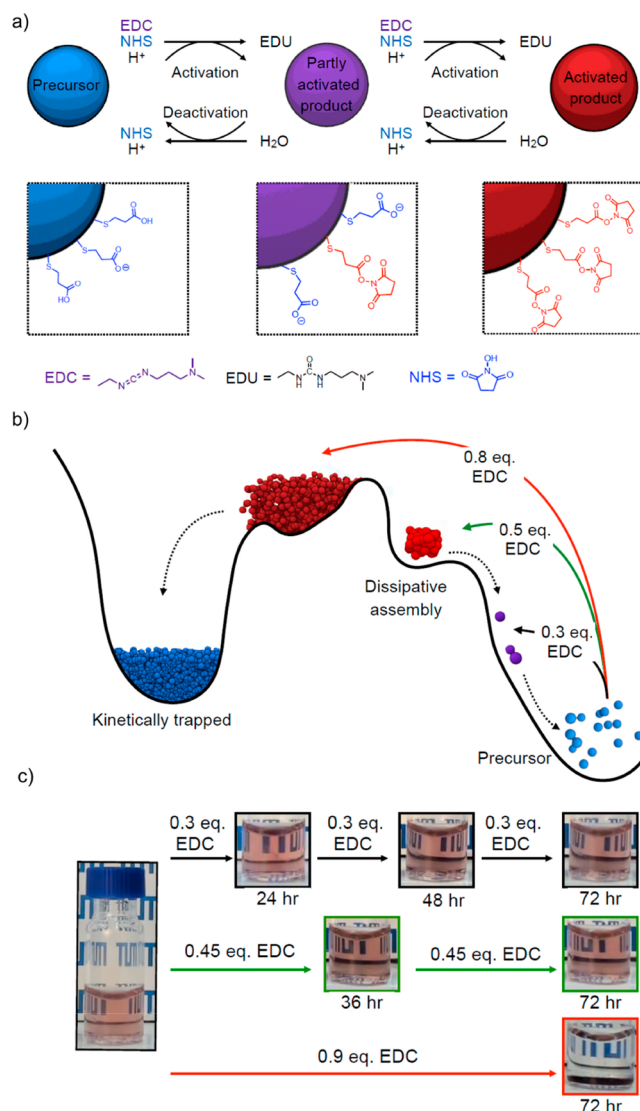 a)
EDC
NHS
H⁺
EDU
EDC
NHS
H⁺
EDU
Precursor
Activation
Partly
activated
product
Activation
Activated
product
Deactivation
Deactivation
NHS
H⁺
H₂O
NHS
H⁺
H₂O
S
O
OH
S
O
O⊖
S
O
HO
S
O
O⊖
S
O
O
N
O
O
S
O
O⊖
S
O
O
N
O
O
S
O
O
N
O
O
S
O
O
N
O
O
EDC =
N=C=N
N
EDU =
O
N
H
C
N
H
N
NHS =
OH
O
N
O
b)
0.8 eq.
EDC
0.5 eq.
EDC
Dissipative
assembly
0.3 eq.
EDC
Kinetically trapped
Precursor
c)
0.3 eq.
EDC
0.3 eq.
EDC
0.3 eq.
EDC
24 hr
48 hr
72 hr
TUM
0.45 eq. EDC
0.45 eq. EDC
36 hr
72 hr
0.9 eq. EDC
72 hr